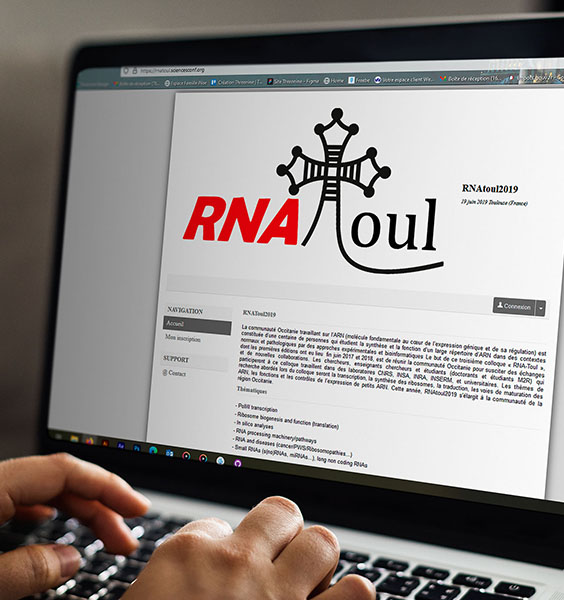 https://rnatoul.sciencesconf.org
RNA Toul
RNAtoul2019
19 juin 2019 Toulouse (France)
Connexion
NAVIGATION
Accueil
Mon inscription
SUPPORT
@ Contact
RNAToul2019
La communauté Occitanie travaillant sur l'ARN (molécule fondamentale au cœur de l'expression génique et de sa régulation) est
constituée d'une centaine de personnes qui étudient la synthèse et la fonction d'un large répertoire d'ARN dans des contextes
normaux et pathologiques par des approches expérimentales et bioinformatiques Le but de ce troisième colloque « RNA-Toul »,
dont les premières éditions ont eu lieu fin juin 2017 et 2018, est de réunir la communauté Occitanie pour susciter des échanges
et de nouvelles collaborations. Les chercheurs, enseignants chercheurs et étudiants (doctorants et étudiants M2R) qui
participeront à ce colloque travaillent dans des laboratoires CNRS, INSA, INRA, INSERM, et universitaires. Les thèmes de
recherche abordés lors du colloque seront la transcription, la synthèse des ribosomes, la traduction, les voies de maturation des
ARN, les fonctions et les contrôles de l'expression de petits ARN. Cette année, RNAtoul2019 s'élargit à la communauté de la
région Occitanie.
Thématiques
- PolII transcription
- Ribosome biogenesis and function (translation)
- In silico analyses
- RNA processing machinery/pathways
- RNA and diseases (cancer/PWS/Ribosomopathies...)
- Small RNAs (s(no)RNAs, miRNAs...), long non coding RNAs